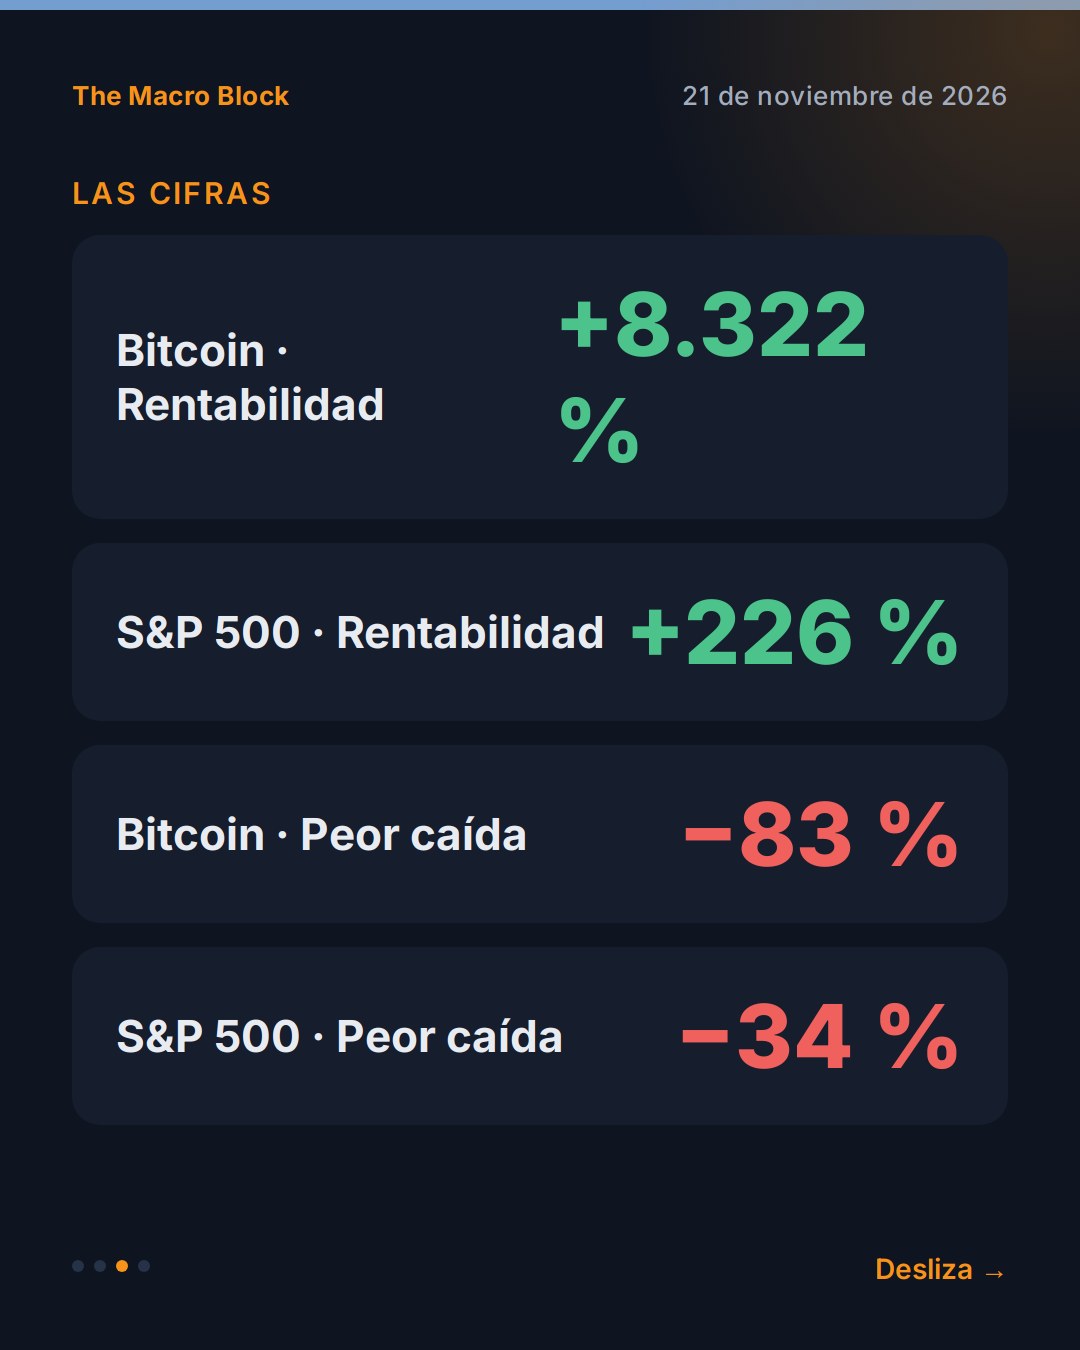 The Macro Block
21 de noviembre de 2026
LAS CIFRAS
Bitcoin ·
Rentabilidad
+8.322
%
S&P 500 · Rentabilidad +226 %
Bitcoin · Peor caída −83 %
S&P 500 · Peor caída −34 %
Desliza →